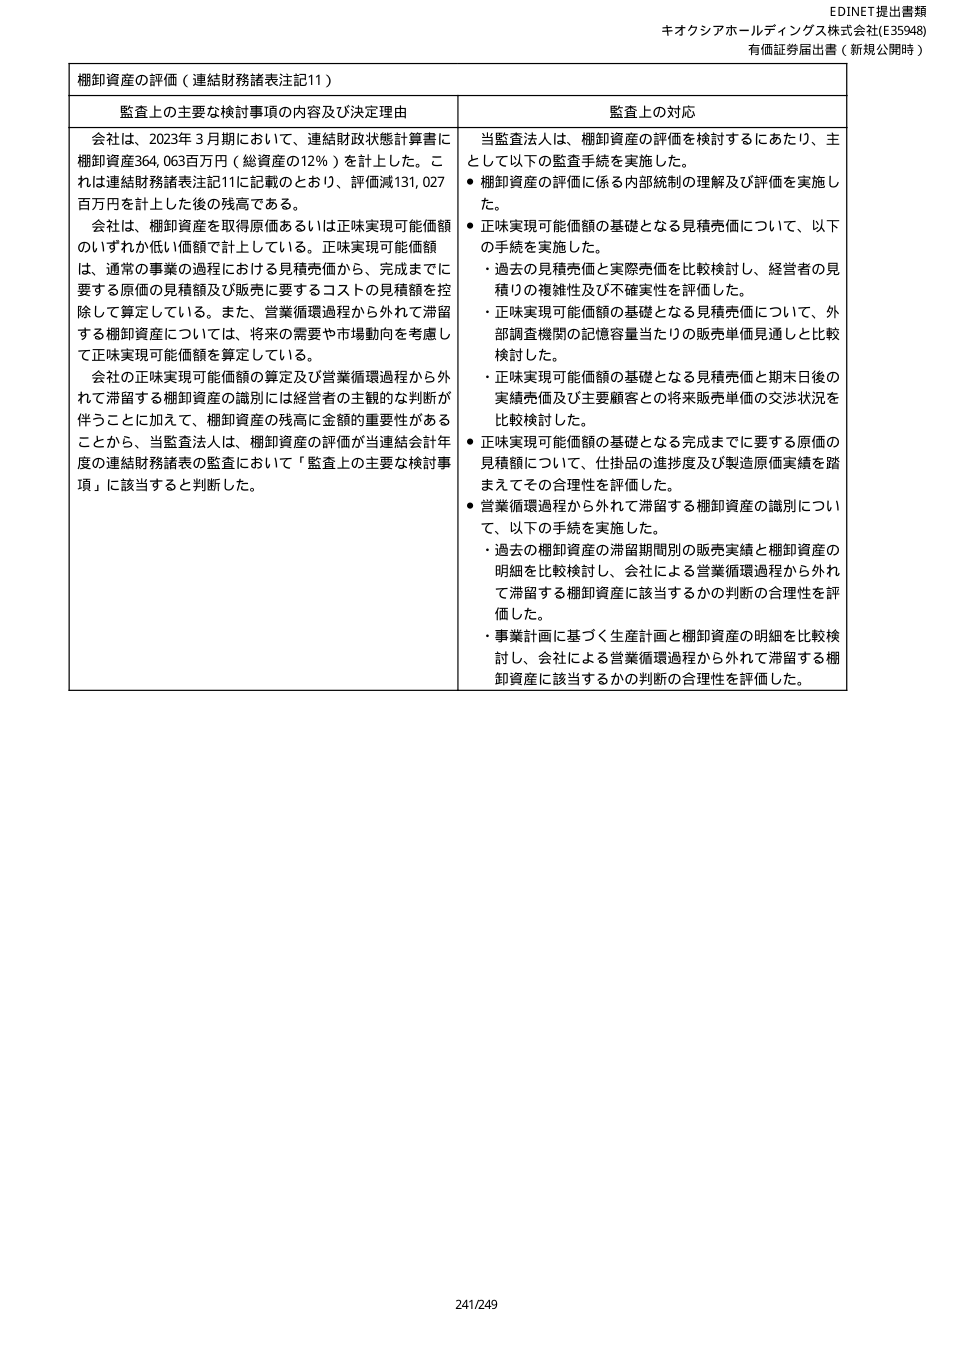 EDINET提出書類
キオクシアホールディングス株式会社(E35948)
有価証券届出書（新規公開時）
棚卸資産の評価（連結財務諸表注記11）
監査上の主要な検討事項の内容及び決定理由
監査上の対応
会社は、2023年３月期において、連結財政状態計算書に
棚卸資産364,063百万円（総資産の12%）を計上した。こ
れは連結財務諸表注記11に記載のとおり、評価減131,027
百万円を計上した後の残高である。
会社は、棚卸資産を取得原価あるいは正味実現可能価額
のいずれか低い価額で計上している。正味実現可能価額
は、通常の事業の過程における見積売価から、完成までに
要する原価の見積額及び販売に要するコストの見積額を控
除して算定している。また、営業循環過程から外れて滞留
する棚卸資産については、将来の需要や市場動向を考慮し
て正味実現可能価額を算定している。
会社の正味実現可能価額の算定及び営業循環過程から外
れて滞留する棚卸資産の識別には経営者の主観的な判断が
伴うことに加えて、棚卸資産の残高に金額的重要性がある
ことから、当監査法人は、棚卸資産の評価が当連結会計年
度の連結財務諸表の監査において「監査上の主要な検討事
項」に該当すると判断した。
当監査法人は、棚卸資産の評価を検討するにあたり、主
として以下の監査手続を実施した。
● 棚卸資産の評価に係る内部統制の理解及び評価を実施し
た。
● 正味実現可能価額の基礎となる見積売価について、以下
の手続を実施した。
・過去の見積売価と実際売価を比較検討し、経営者の見
積りの複雑性及び不確実性を評価した。
・正味実現可能価額の基礎となる見積売価について、外
部調査機関の記憶容量当たりの販売単価見通しと比較
検討した。
・正味実現可能価額の基礎となる見積売価と期末日後の
実績売価及び主要顧客との将来販売単価の交渉状況を
比較検討した。
● 正味実現可能価額の基礎となる完成までに要する原価の
見積額について、仕掛品の進捗度及び製造原価実績を踏
まえてその合理性を評価した。
● 営業循環過程から外れて滞留する棚卸資産の識別につい
て、以下の手続を実施した。
・過去の棚卸資産の滞留期間別の販売実績と棚卸資産の
明細を比較検討し、会社による営業循環過程から外れ
て滞留する棚卸資産に該当するかの判断の合理性を評
価した。
・事業計画に基づく生産計画と棚卸資産の明細を比較検
討し、会社による営業循環過程から外れて滞留する棚
卸資産に該当するかの判断の合理性を評価した。
241/249